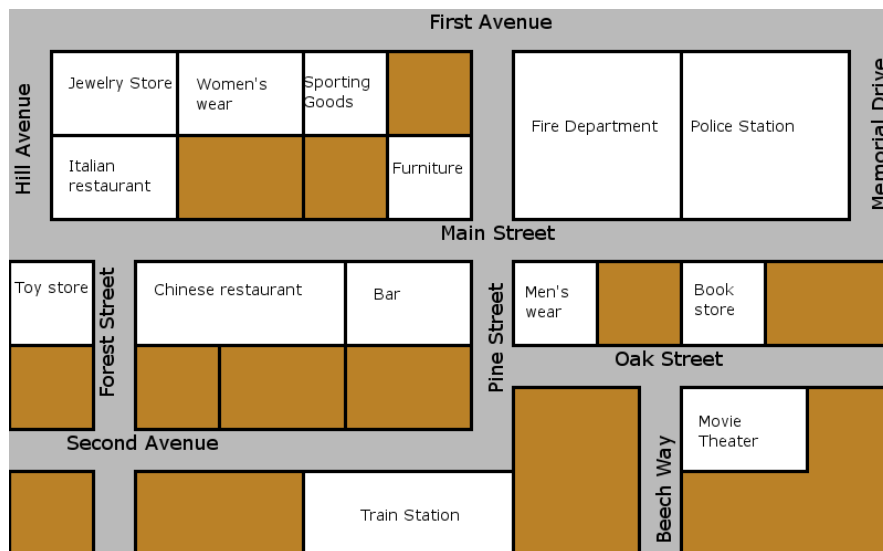 First Avenue
Hill Avenue
Jewelry Store
Women's
wear
Sporting
Goods
Fire Department
Police Station
Memorial Drive
Italian
restaurant
Furniture
Main Street
Toy store
Forest Street
Chinese restaurant
Bar
Pine Street
Men's
wear
Book
store
Oak Street
Second Avenue
Beech Way
Movie
Theater
Train Station